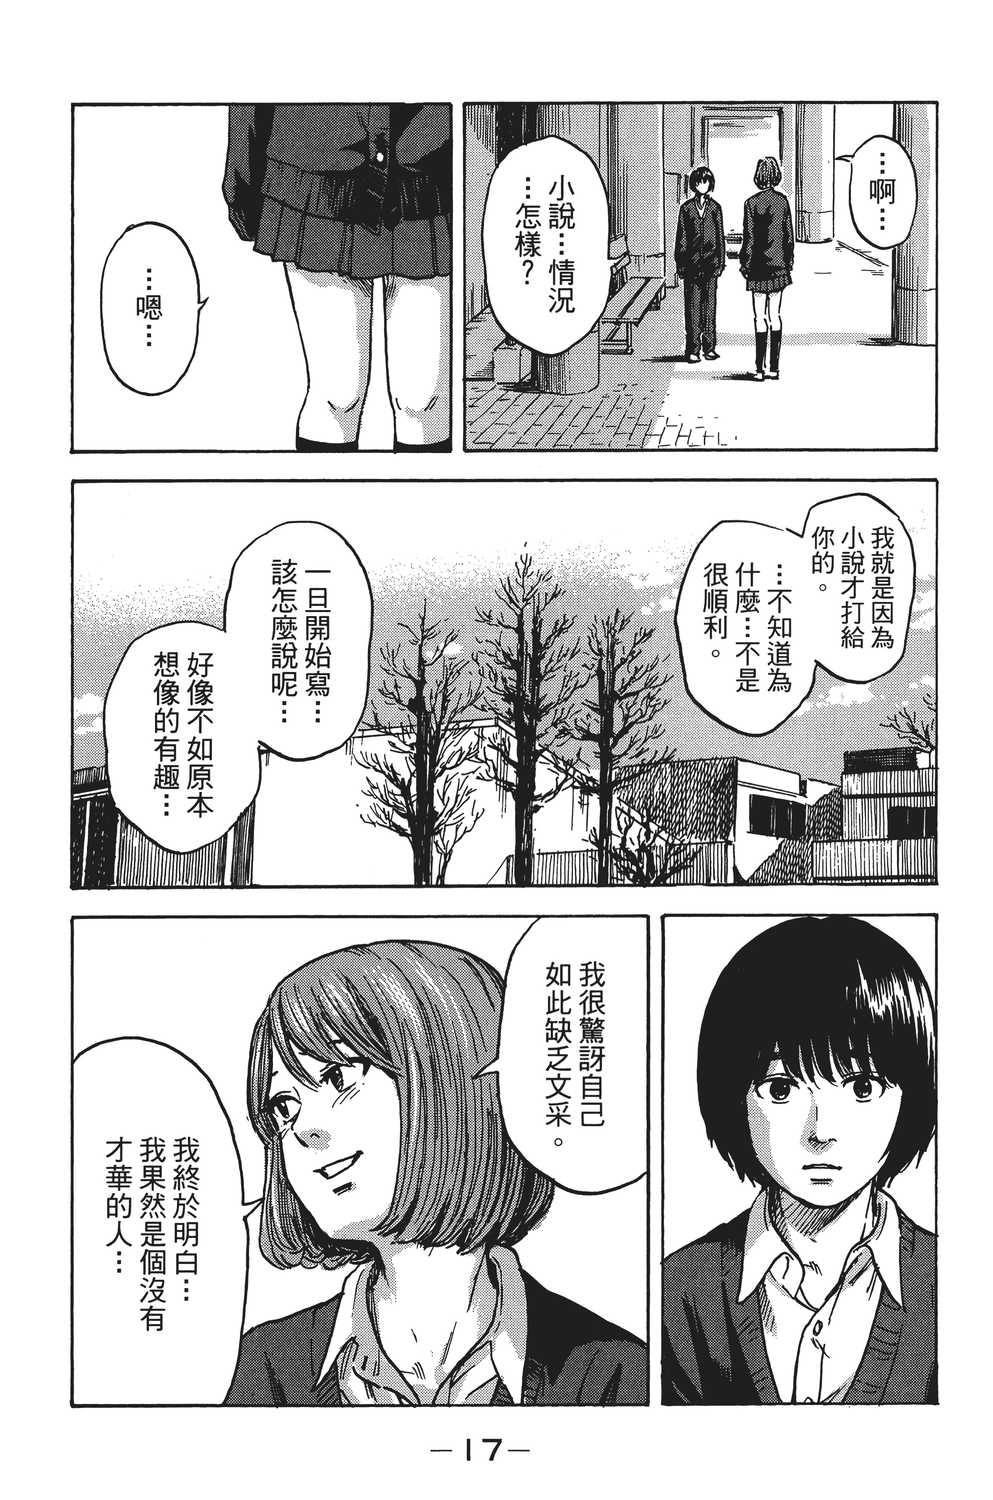 …啊…
小說…情況
…怎樣？
…嗯…
我就是因為
小說才打給
你的。
…不知道為
什麼…不是
很順利。
一旦開始寫…
該怎麼說呢…
好像不如原本
想像的有趣…
我很驚訝自己
如此缺乏文采。
我終於明白…
我果然是個沒有
才華的人…
—17—